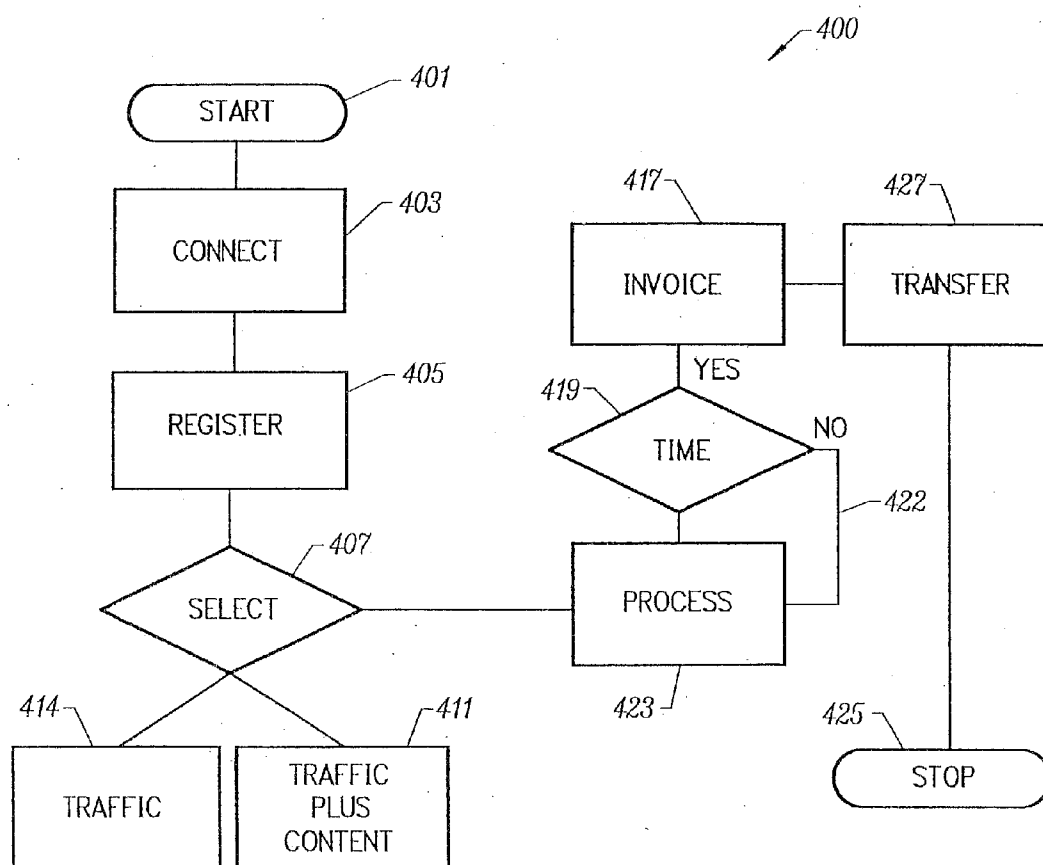 400
START
401
CONNECT
403
REGISTER
405
SELECT
407
414
TRAFFIC
411
TRAFFIC
PLUS
CONTENT
417
INVOICE
427
TRANSFER
YES
419
TIME
NO
422
PROCESS
423
425
STOP